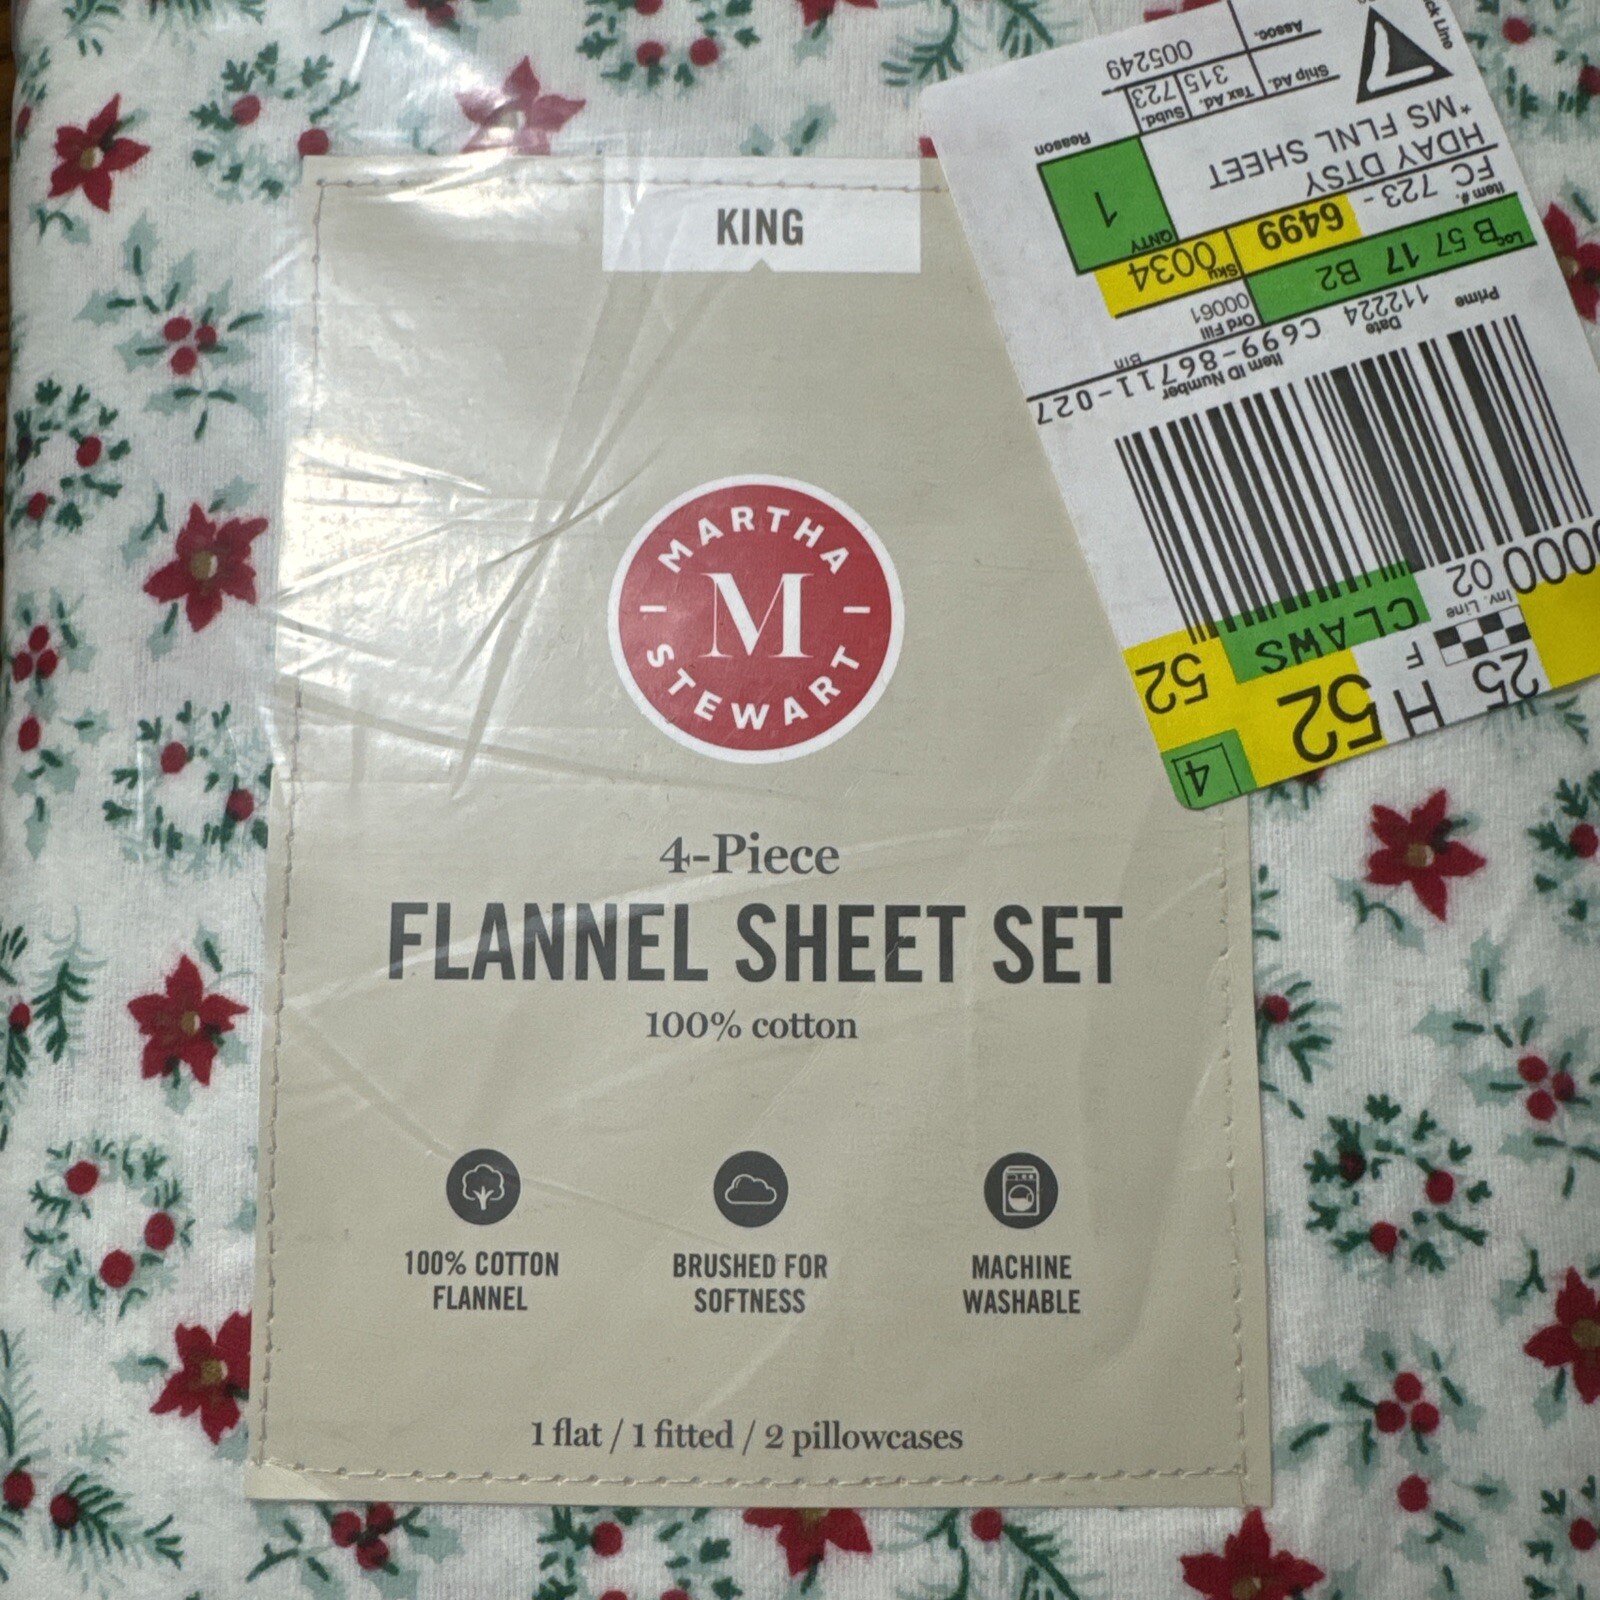 KING
MARTHA
M
STEWART
4-Piece
FLANNEL SHEET SET
100% cotton
100% COTTON
FLANNEL
BRUSHED FOR
SOFTNESS
MACHINE
WASHABLE
1 flat / 1 fitted / 2 pillowcases
4
52 H 25
52
F
CLAWS
Inv. Line
02
Item ID Number
C699-86711-027
Bin
Date
112224
Prime
Ord Fill
00061
Loc
B 57 17 B2
Sku
0034
6499
QNTY
1
Reason
Item #.
FC 723 -
HDAY DTSY
*MS FLNL SHEET
Subd.
723
Tax Ad.
315
Ship Ad.
Assoc.
005249